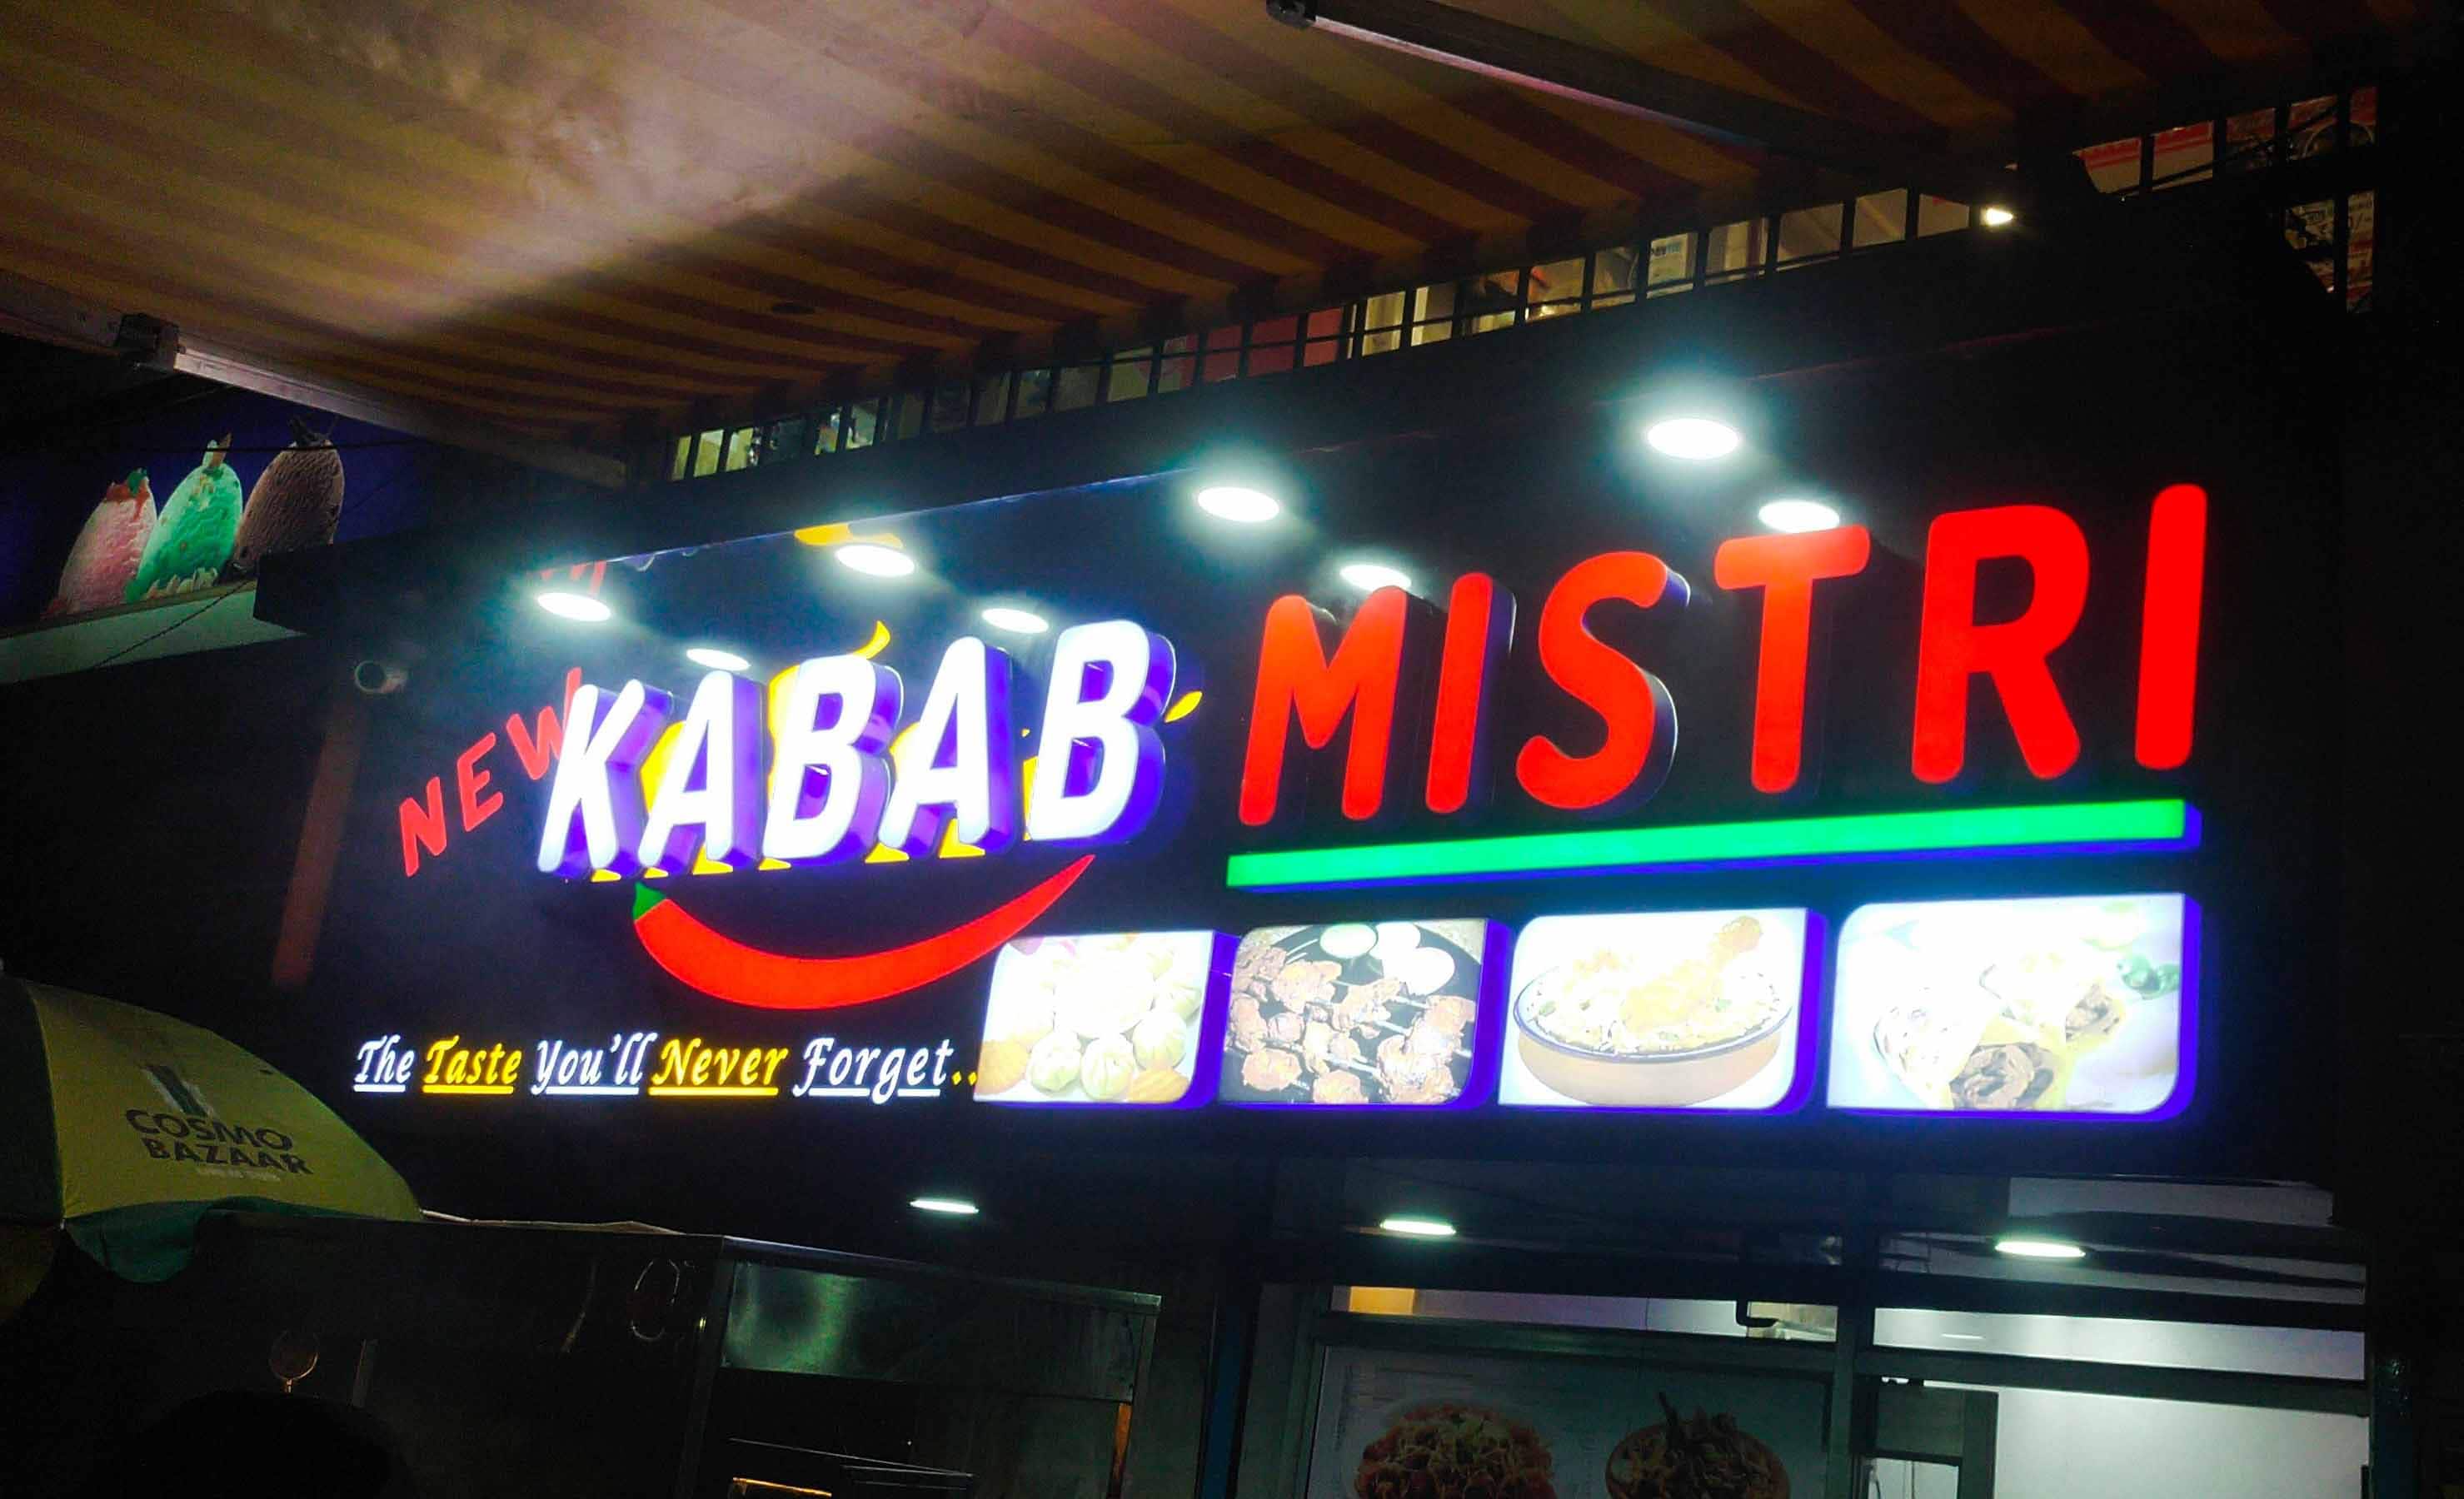 NEW KABAB MISTRI
The Taste You'll Never Forget..
COSMO
BAZAAR